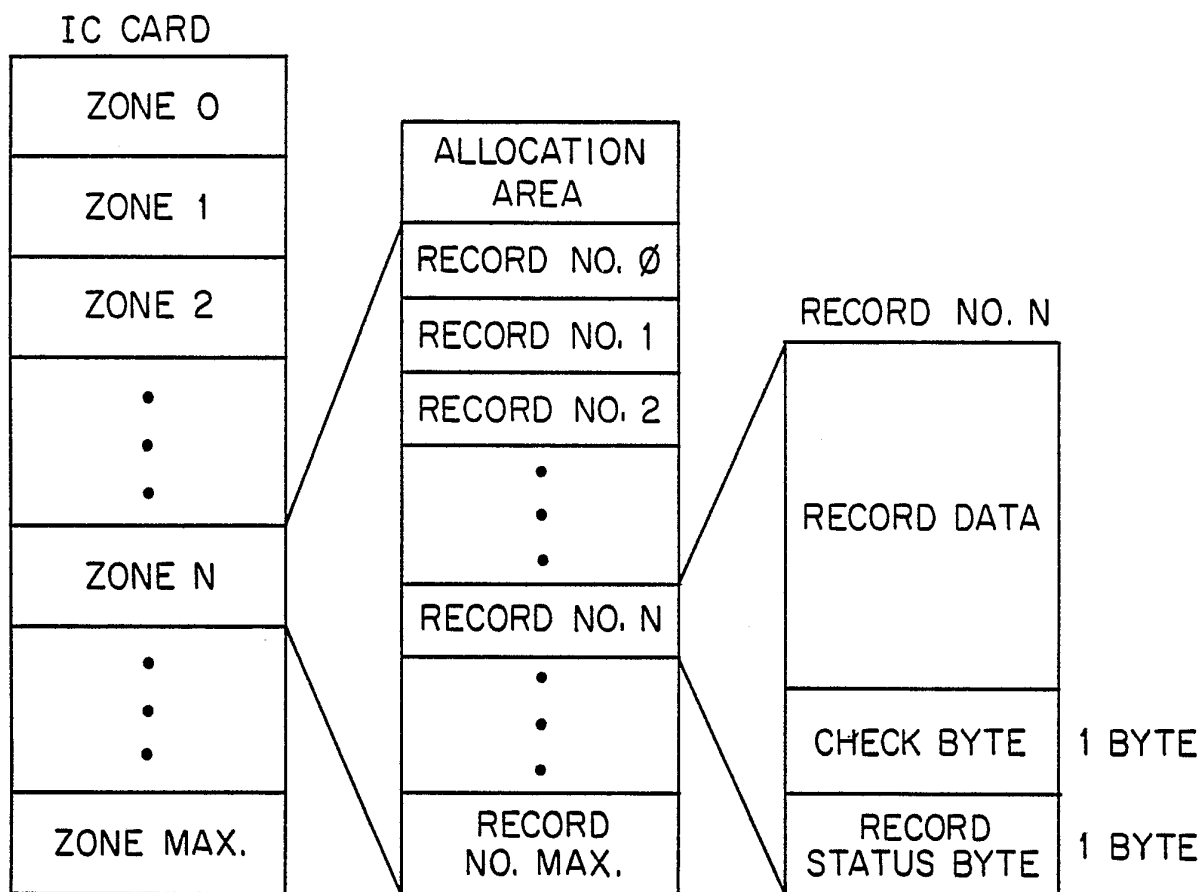 IC CARD
ZONE 0
ZONE 1
ZONE 2
ZONE N
ZONE MAX.
ALLOCATION
AREA
RECORD NO. Ø
RECORD NO. 1
RECORD NO. 2
RECORD NO. N
RECORD
NO. MAX.
RECORD NO. N
RECORD DATA
CHECK BYTE 1 BYTE
RECORD
STATUS BYTE 1 BYTE